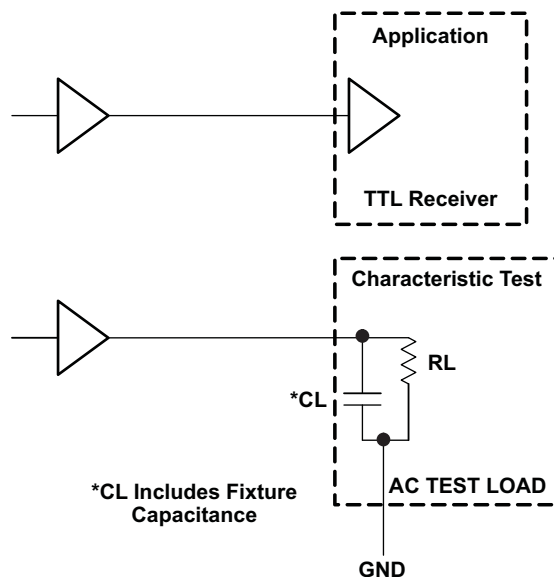 Application
TTL Receiver
Characteristic Test
RL
*CL
*CL Includes Fixture
Capacitance
AC TEST LOAD
GND